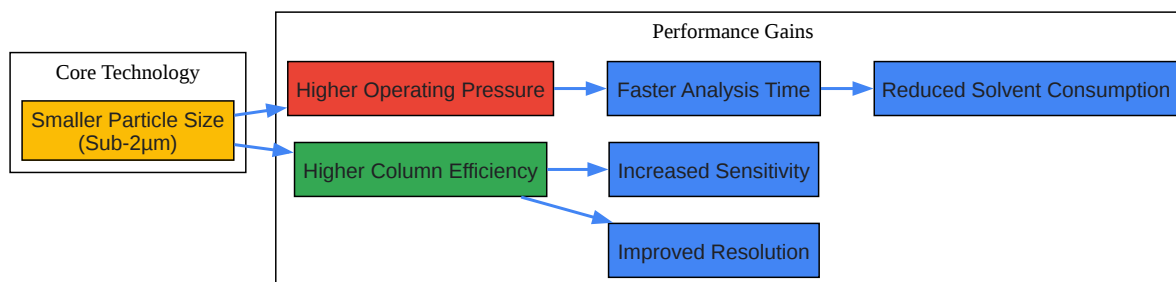 Performance Gains
Core Technology
Higher Operating Pressure
Faster Analysis Time
Reduced Solvent Consumption
Smaller Particle Size
(Sub-2µm)
Higher Column Efficiency
Increased Sensitivity
Improved Resolution